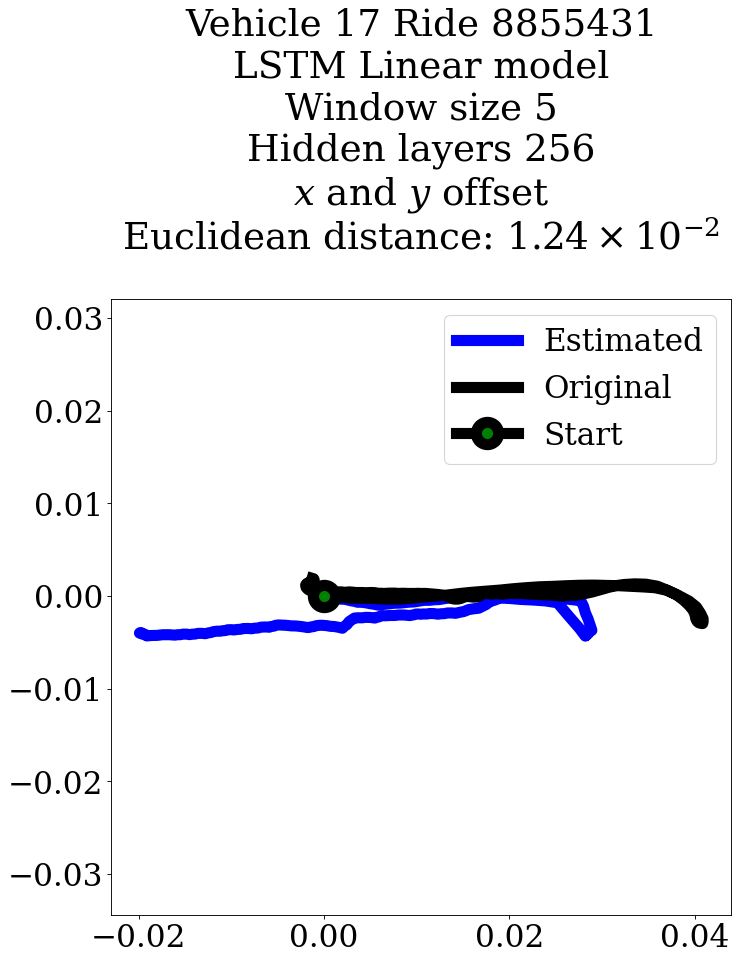 Vehicle 17 Ride 8855431
LSTM Linear model
Window size 5
Hidden layers 256
x and y offset
Euclidean distance: 1.24 × 10⁻²
Estimated
Original
Start
0.03
0.02
0.01
0.00
−0.01
−0.02
−0.03
−0.02 0.00 0.02 0.04